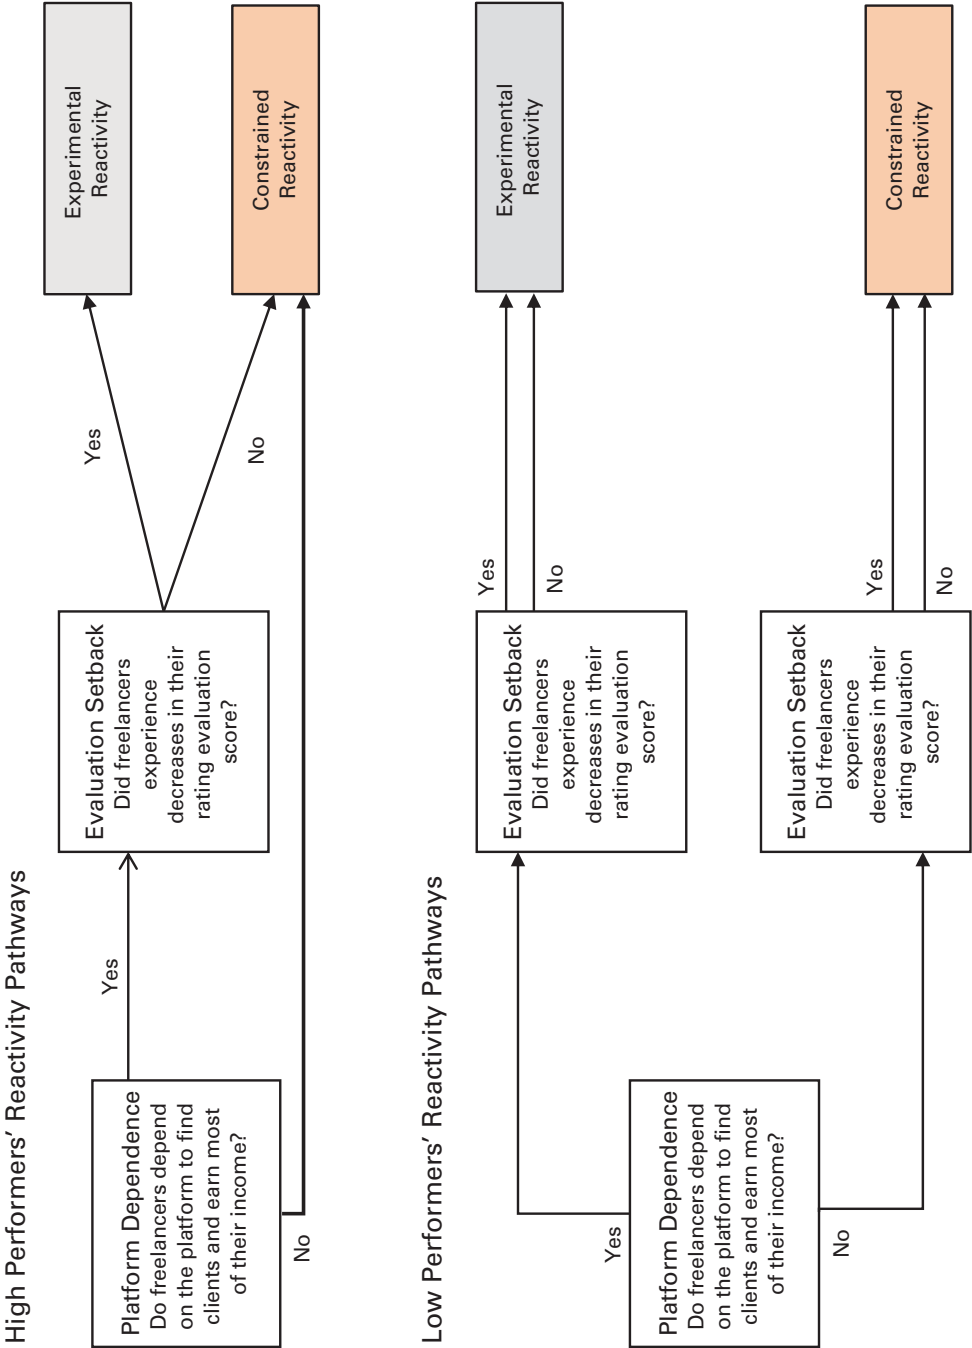 High Performers' Reactivity Pathways
Platform Dependence
Do freelancers depend
on the platform to find
clients and earn most
of their income?
Yes
No
Evaluation Setback
Did freelancers
experience
decreases in their
rating evaluation
score?
Yes
No
Experimental
Reactivity
Constrained
Reactivity
Low Performers' Reactivity Pathways
Platform Dependence
Do freelancers depend
on the platform to find
clients and earn most
of their income?
Yes
No
Evaluation Setback
Did freelancers
experience
decreases in their
rating evaluation
score?
Yes
No
Experimental
Reactivity
Evaluation Setback
Did freelancers
experience
decreases in their
rating evaluation
score?
Yes
No
Constrained
Reactivity